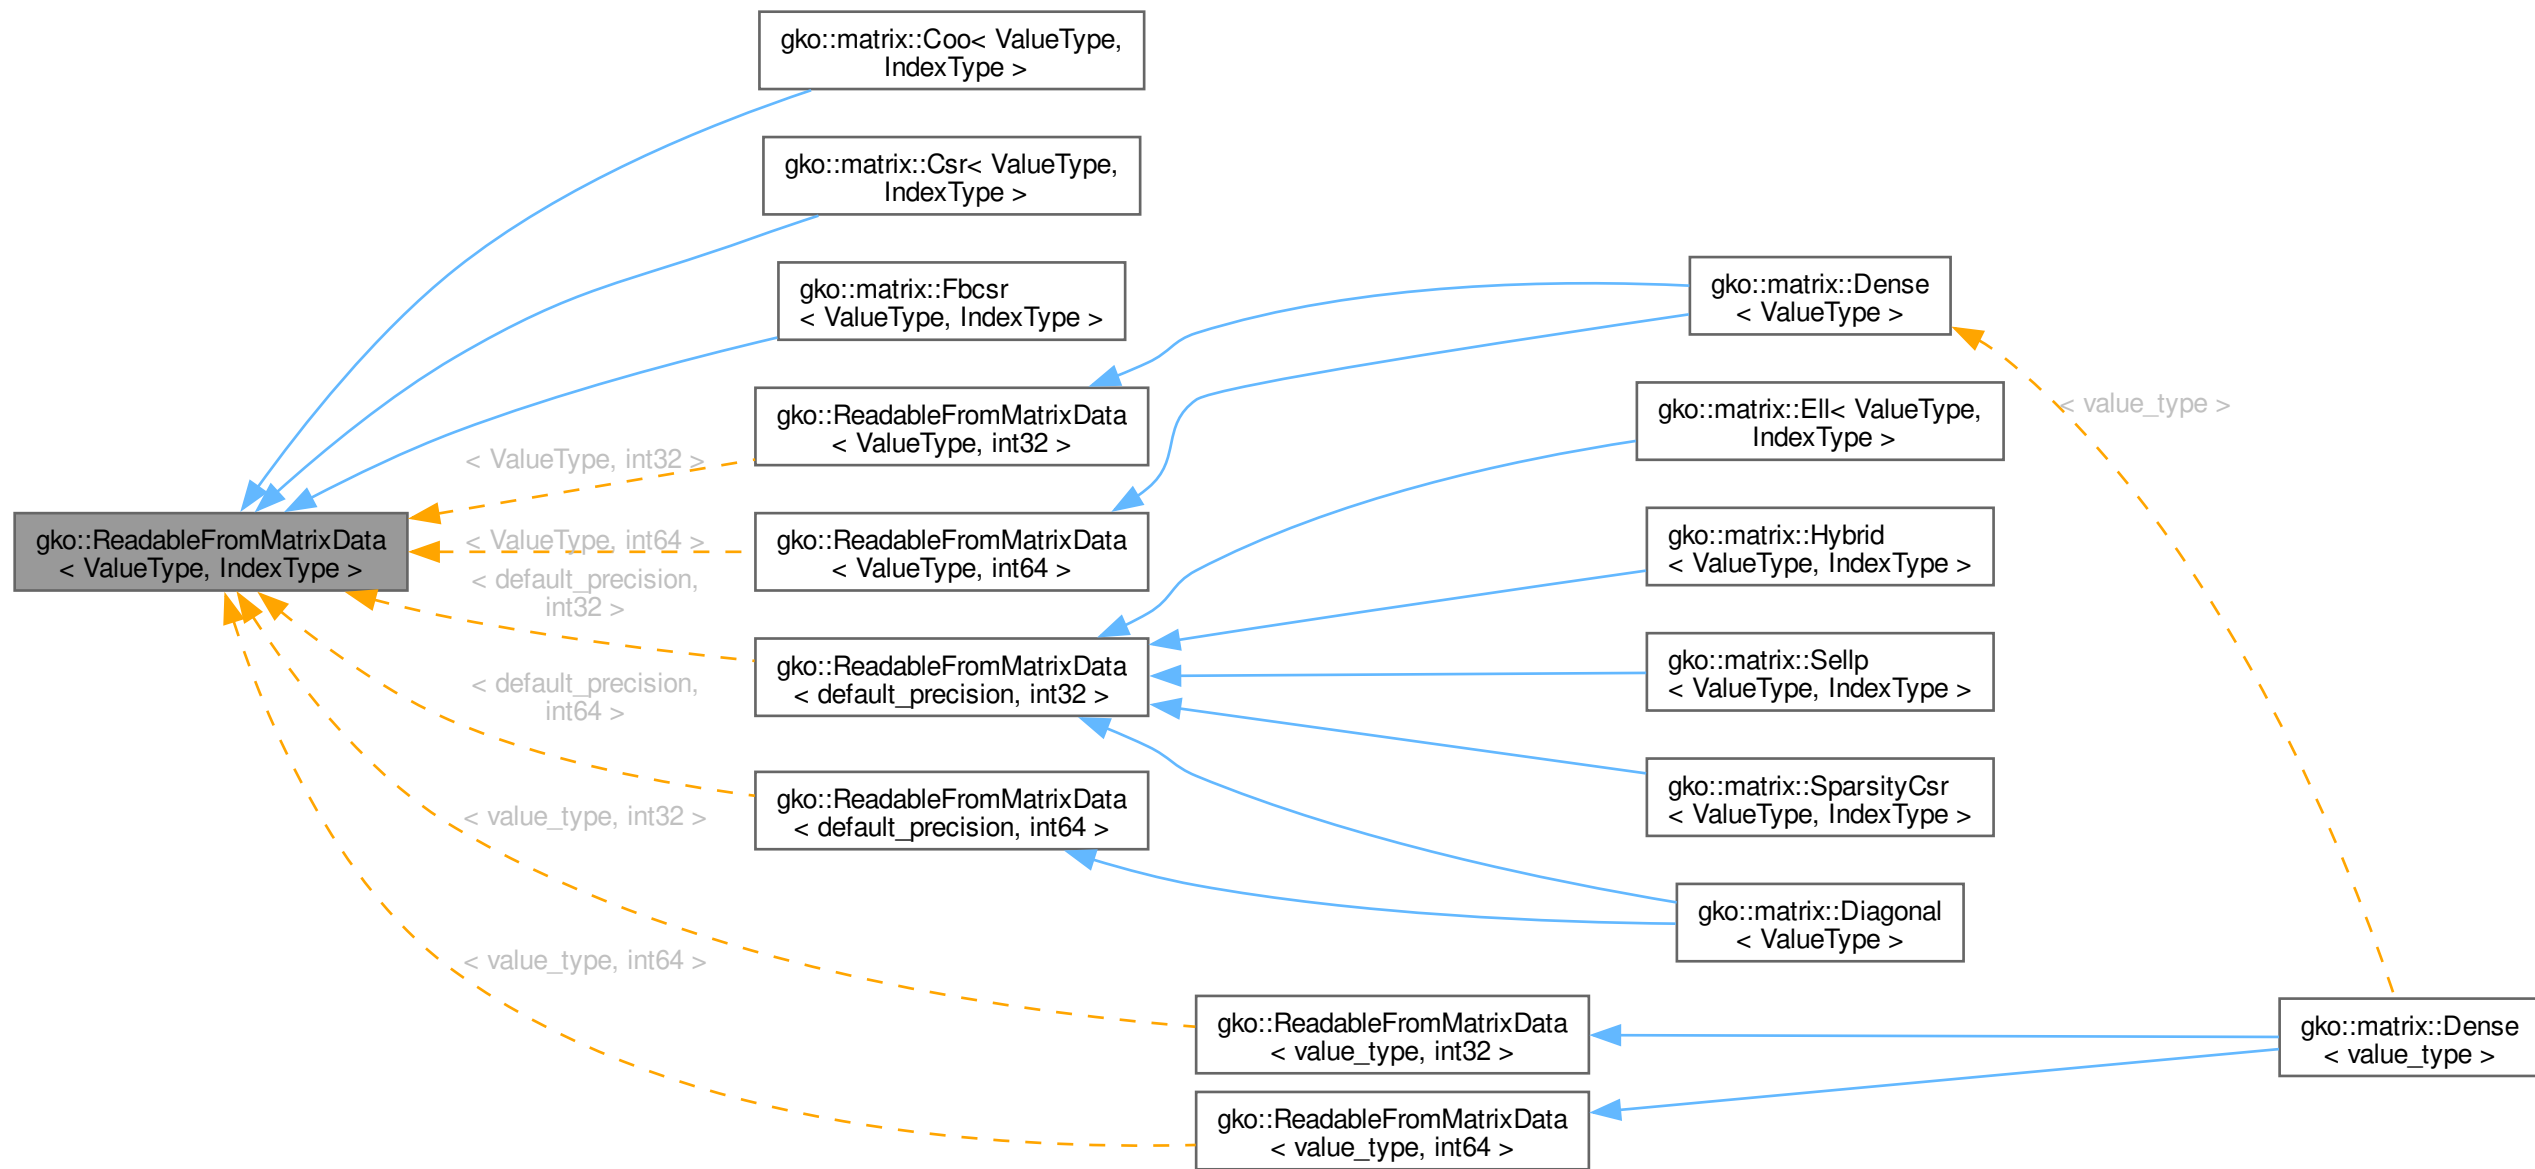 gko::matrix::Coo< ValueType,
IndexType >
gko::matrix::Csr< ValueType,
IndexType >
gko::matrix::Fbcsr
< ValueType, IndexType >
gko::matrix::Dense
< ValueType >
gko::ReadableFromMatrixData
< ValueType, int32 >
gko::matrix::Ell< ValueType,
IndexType >
< value_type >
< ValueType, int32 >
gko::ReadableFromMatrixData
< ValueType, IndexType >
< ValueType, int64 >
gko::ReadableFromMatrixData
< ValueType, int64 >
gko::matrix::Hybrid
< ValueType, IndexType >
< default_precision,
int32 >
gko::ReadableFromMatrixData
< default_precision, int32 >
gko::matrix::Sellp
< ValueType, IndexType >
< default_precision,
int64 >
gko::ReadableFromMatrixData
< default_precision, int64 >
gko::matrix::SparsityCsr
< ValueType, IndexType >
< value_type, int32 >
gko::matrix::Diagonal
< ValueType >
< value_type, int64 >
gko::ReadableFromMatrixData
< value_type, int32 >
gko::matrix::Dense
< value_type >
gko::ReadableFromMatrixData
< value_type, int64 >